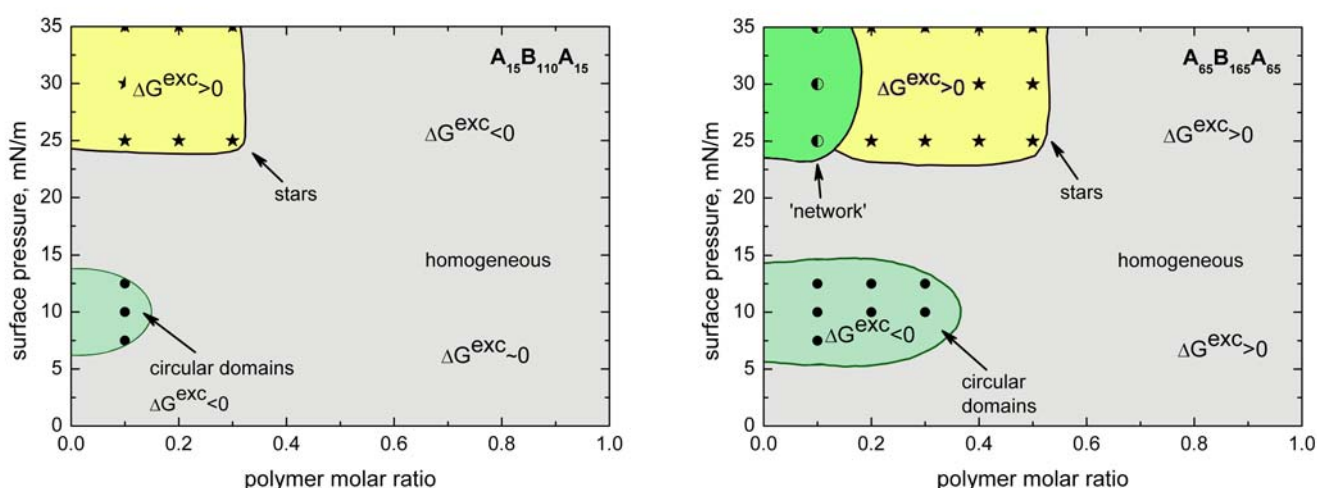 35
30
25
20
15
10
5
0
surface pressure, mN/m
A₁₅B₁₁₀A₁₅
ΔG^exc>0
ΔG^exc<0
stars
homogeneous
circular domains
ΔG^exc<0
ΔG^exc~0
0.0 0.2 0.4 0.6 0.8 1.0
polymer molar ratio
35
30
25
20
15
10
5
0
surface pressure, mN/m
A₆₅B₁₆₅A₆₅
ΔG^exc>0
ΔG^exc>0
'network'
stars
homogeneous
ΔG^exc<0
ΔG^exc>0
circular
domains
0.0 0.2 0.4 0.6 0.8 1.0
polymer molar ratio